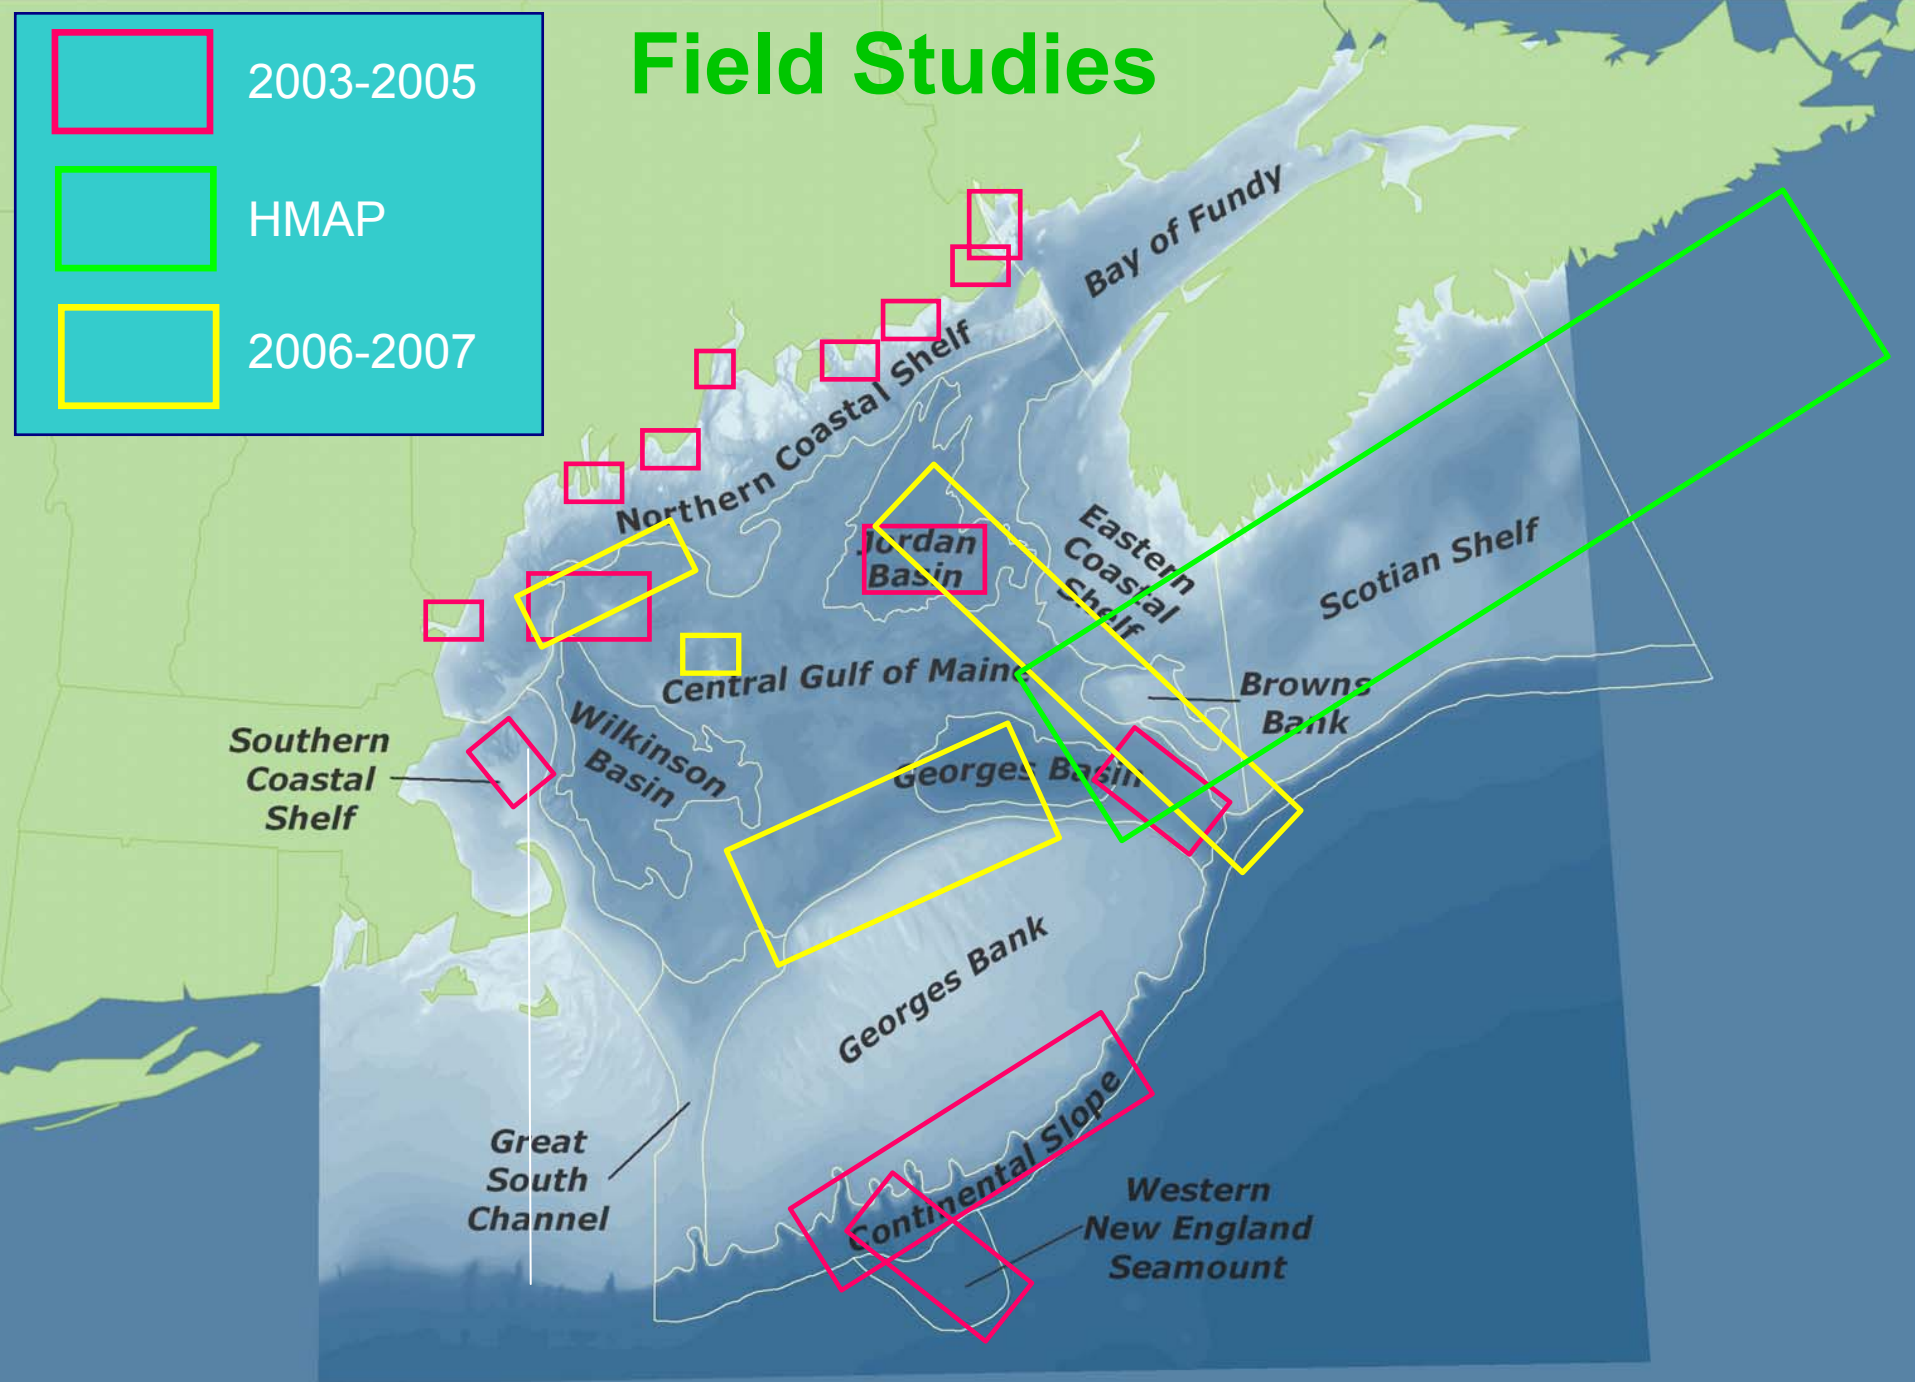 Field Studies
2003-2005
HMAP
2006-2007
Bay of Fundy
Northern Coastal Shelf
Jordan
Basin
Eastern
Coastal
Shelf
Scotian Shelf
Central Gulf of Maine
Browns
Bank
Wilkinson
Basin
Southern
Coastal
Shelf
Georges Basin
Georges Bank
Continental Slope
Great
South
Channel
Western
New England
Seamount